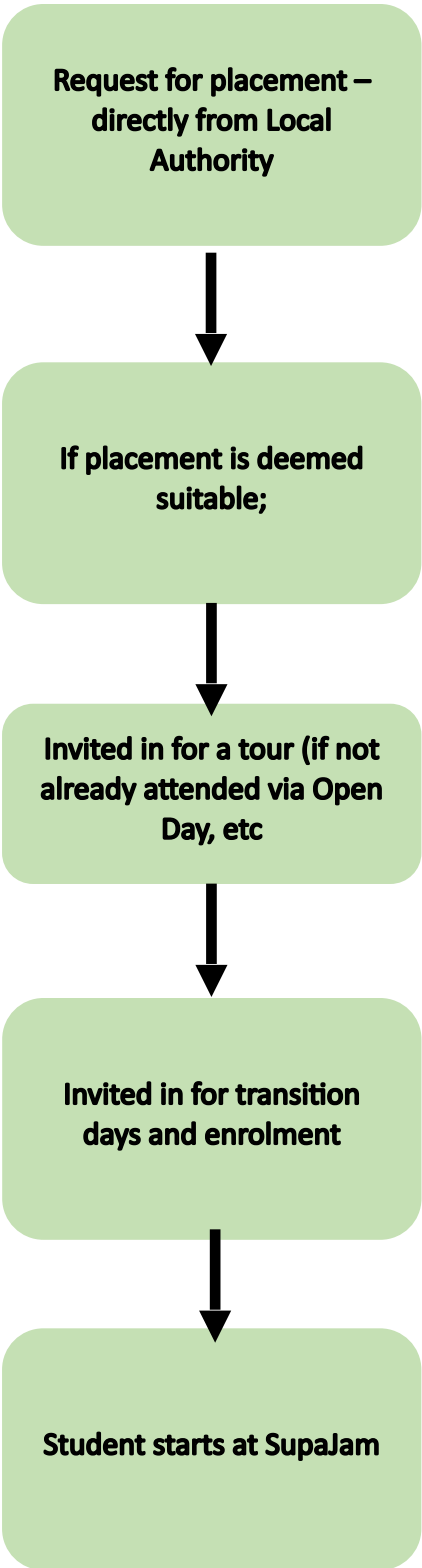 Request for placement –
directly from Local
Authority
If placement is deemed
suitable;
Invited in for a tour (if not
already attended via Open
Day, etc
Invited in for transition
days and enrolment
Student starts at SupaJam